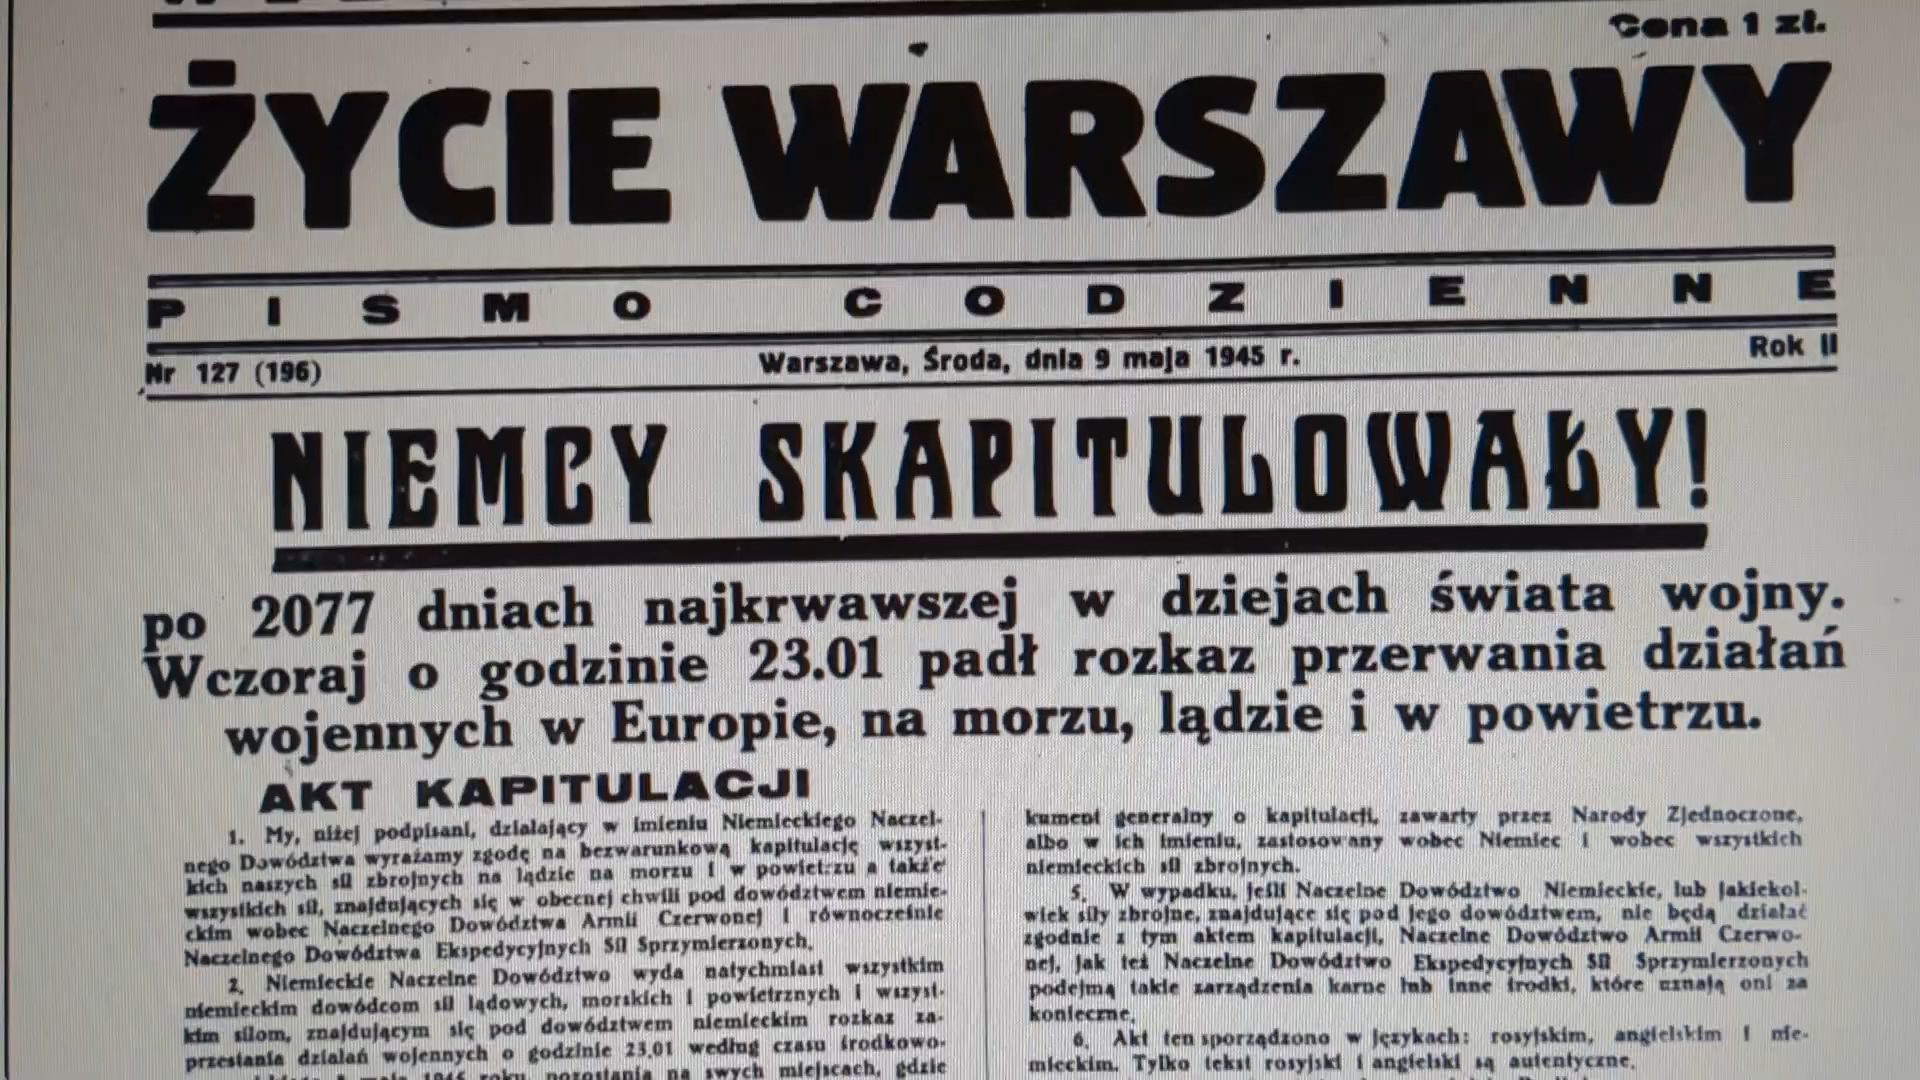 Cena 1 zł.
ŻYCIE WARSZAWY
PISMO CODZIENNE
Nr 127 (196)
Warszawa, Środa, dnia 9 maja 1945 r.
Rok II
NIEMCY SKAPITULOWAŁY!
po 2077 dniach najkrwawszej w dziejach świata wojny.
Wczoraj o godzinie 23.01 padł rozkaz przerwania działań
wojennych w Europie, na morzu, lądzie i w powietrzu.
AKT KAPITULACJI
1. My, niżej podpisani, działający w imieniu Niemieckiego Naczel-
nego Dowództwa wyrażamy zgodę na bezwarunkową kapitulację wszyst-
kich naszych sił zbrojnych na lądzie na morzu i w powietrzu a także
wszystkich sił, znajdujących się w obecnej chwili pod dowództwem niemie-
ckim wobec Naczelnego Dowództwa Armii Czerwonej i równocześnie
Naczelnego Dowództwa Ekspedycyjnych Sił Sprzymierzonych.
2. Niemieckie Naczelne Dowództwo wyda natychmiast wszystkim
niemieckim dowódcom sił lądowych, morskich i powietrznych i wszyst-
kim siłom, znajdującym się pod dowództwem niemieckim rozkaz za-
przestania działań wojennych o godzinie 23.01 według czasu środkowo-
roku, pozostania na swych miejscach, gdzie
kument generalny o kapitulacji, zawarty przez Narody Zjednoczone,
albo w ich imieniu, zastosowany wobec Niemiec i wobec wszystkich
niemieckich sił zbrojnych.
5. W wypadku, jeśli Naczelne Dowództwo Niemieckie, lub jakiekol-
wiek siły zbrojne, znajdujące się pod jego dowództwem, nie będą działać
zgodnie z tym aktem kapitulacji, Naczelne Dowództwo Armii Czerwo-
nej, jak też Naczelne Dowództwo Ekspedycyjnych Sił Sprzymierzonych
podejmą takie zarządzenia karne lub inne środki, które uznają oni za
konieczne.
6. Akt ten sporządzono w językach: rosyjskim, angielskim i nie-
mieckim. Tylko tekst rosyjski i angielski są autentyczne.